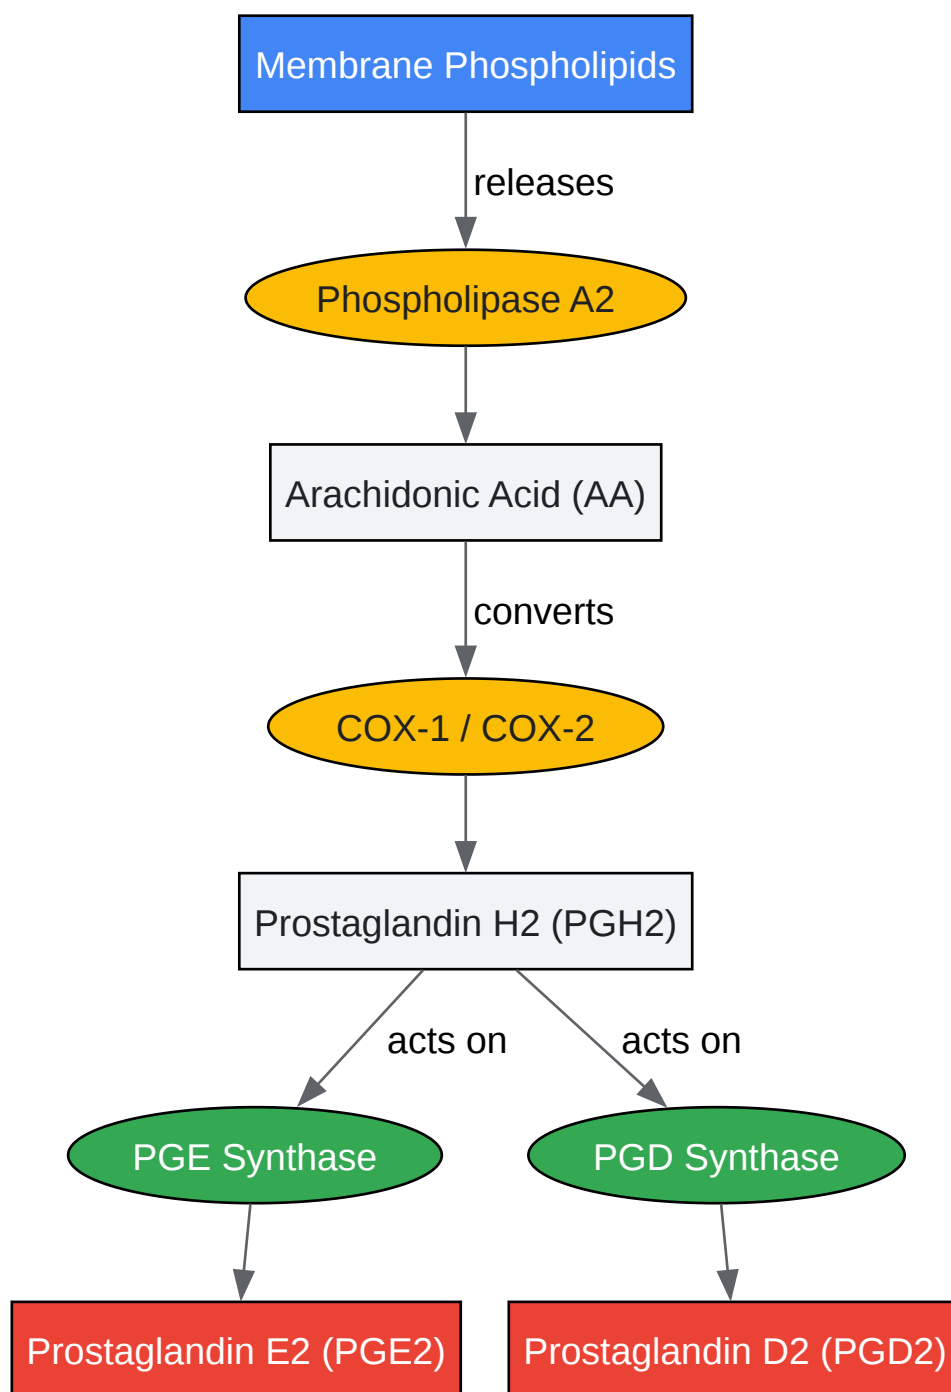 Membrane Phospholipids
releases
Phospholipase A2
Arachidonic Acid (AA)
converts
COX-1 / COX-2
Prostaglandin H2 (PGH2)
acts on
acts on
PGE Synthase
PGD Synthase
Prostaglandin E2 (PGE2)
Prostaglandin D2 (PGD2)